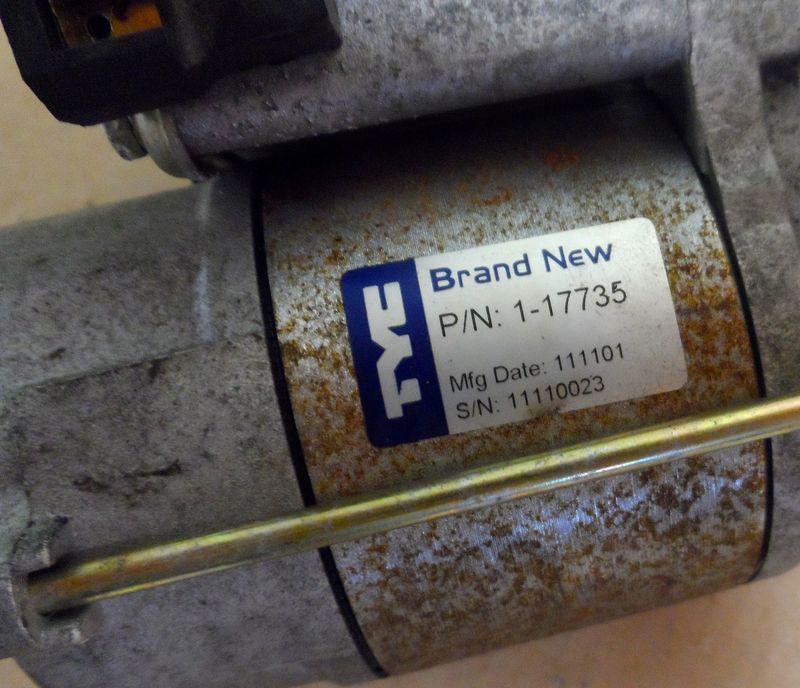 TYC
Brand New
P/N: 1-17735
Mfg Date: 111101
S/N: 11110023